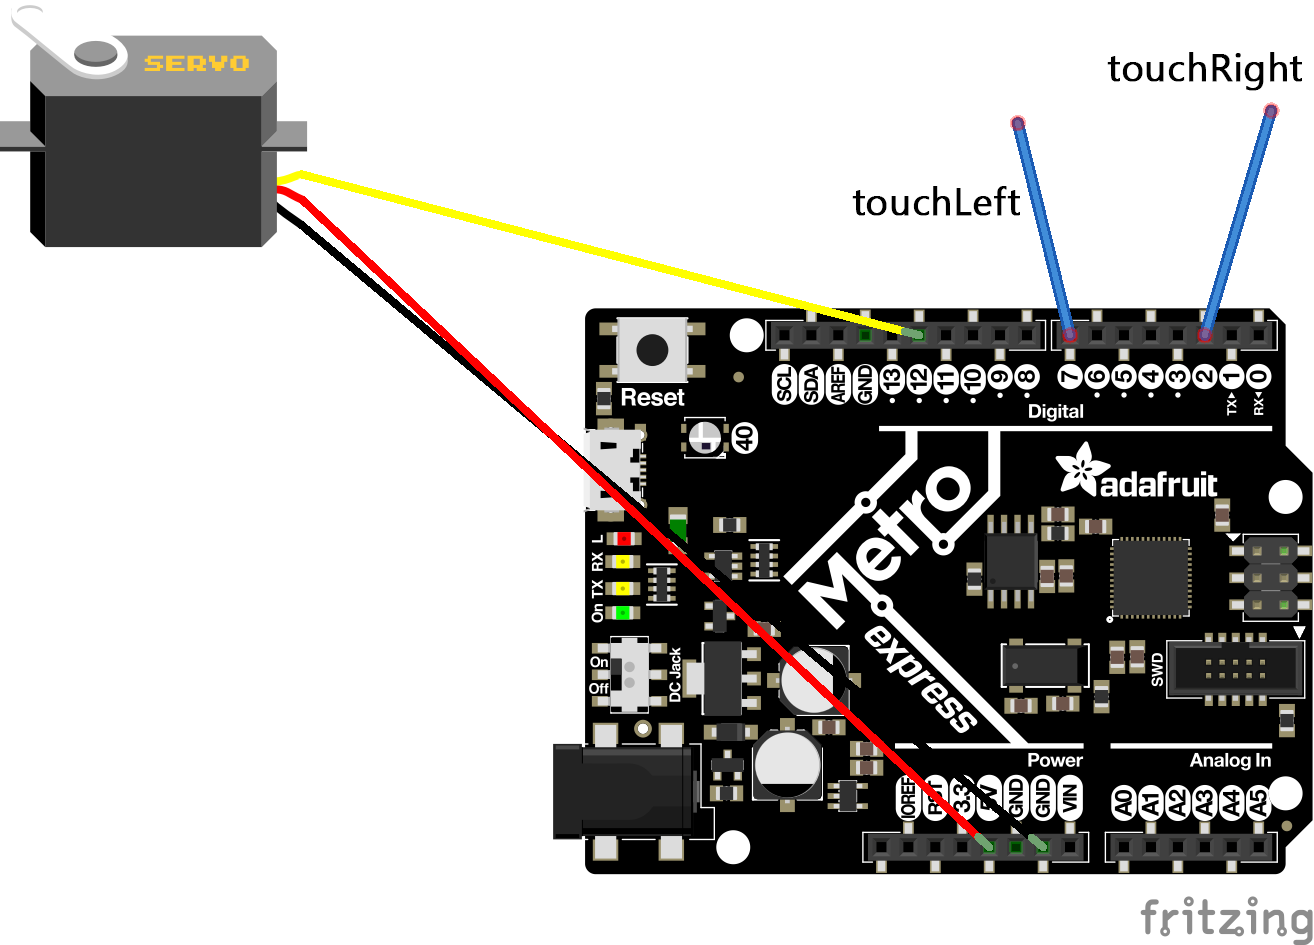 SERVO
touchRight
touchLeft
Reset
SCL SDA AREF GND 13 12 11 10 9 8 7 6 5 4 3 2 1 0
TX RX
Digital
40
Metro
express
adafruit
L
RX
TX
On
On
Off
DC Jack
SWD
Power
Analog In
IOREF RST 3.3 5V GND GND VIN A0 A1 A2 A3 A4 A5
fritzing